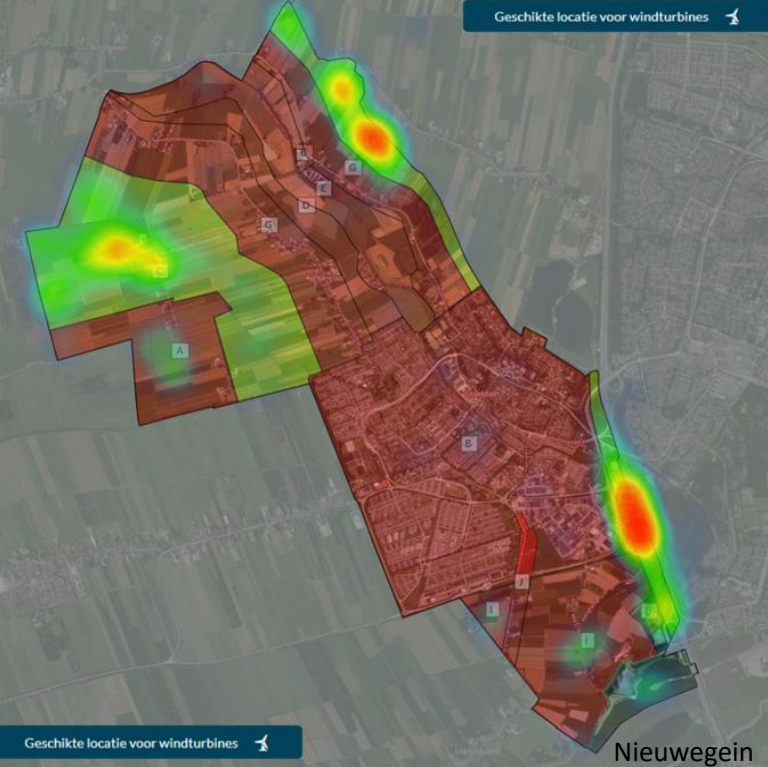 Geschikte locatie voor windturbines
B
G
E
D
G
G
A
B
J
I
I
Geschikte locatie voor windturbines
Nieuwegein